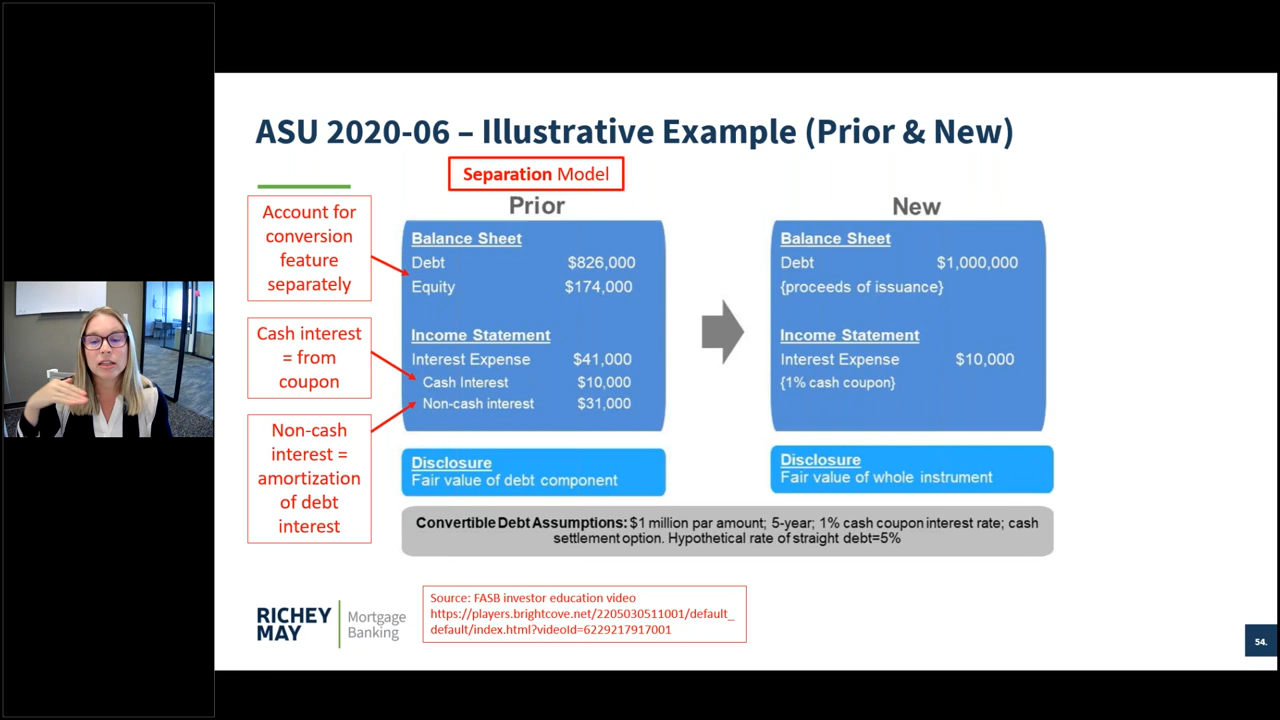 ASU 2020-06 – Illustrative Example (Prior & New)
Separation Model
Account for
conversion
feature
separately
Cash interest
= from
coupon
Non-cash
interest =
amortization
of debt
interest
Prior
Balance Sheet
Debt $826,000
Equity $174,000
Income Statement
Interest Expense $41,000
Cash Interest $10,000
Non-cash interest $31,000
Disclosure
Fair value of debt component
New
Balance Sheet
Debt $1,000,000
{proceeds of issuance}
Income Statement
Interest Expense $10,000
{1% cash coupon}
Disclosure
Fair value of whole instrument
Convertible Debt Assumptions: $1 million par amount; 5-year; 1% cash coupon interest rate; cash
settlement option. Hypothetical rate of straight debt=5%
RICHEY
MAY
Mortgage
Banking
Source: FASB investor education video
https://players.brightcove.net/2205030511001/default_
default/index.html?videoId=6229217917001
54.